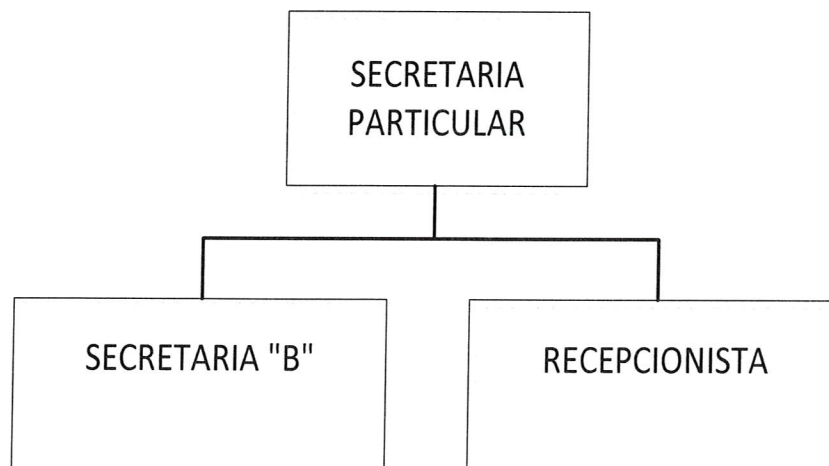 SECRETARIA
PARTICULAR
SECRETARIA "B"
RECEPCIONISTA